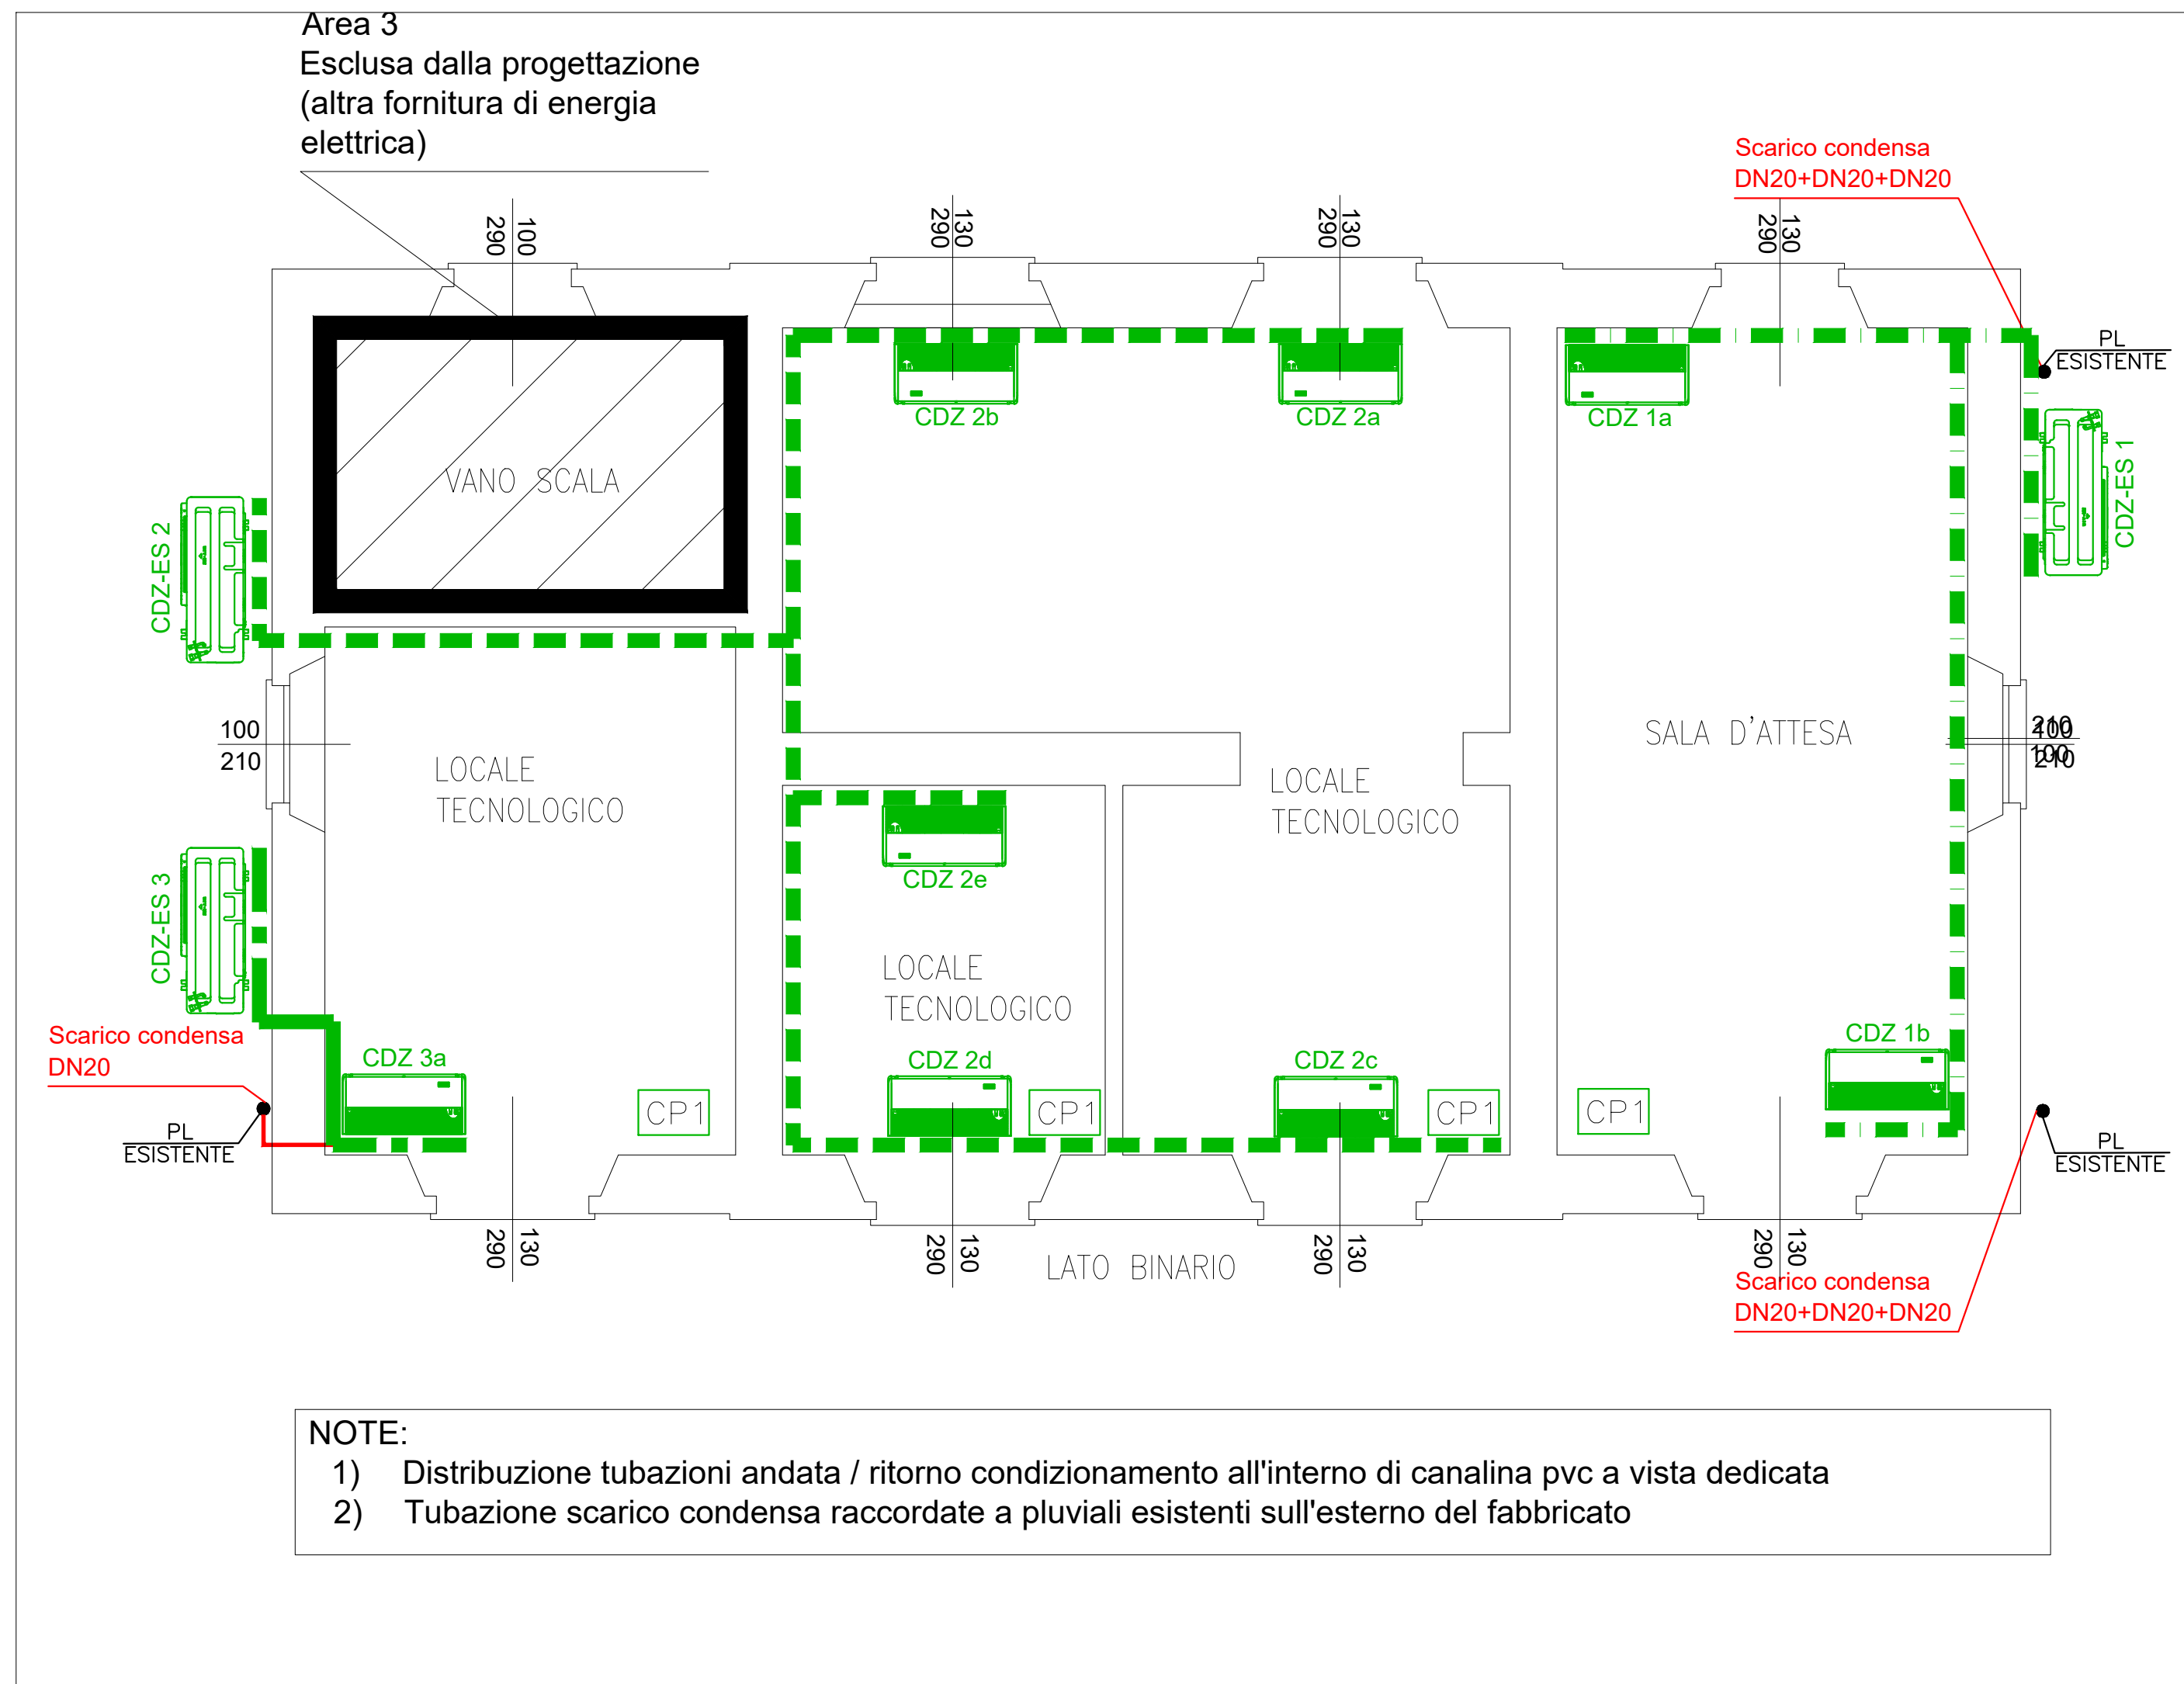 Area 3
Esclusa dalla progettazione
(altra fornitura di energia
elettrica)
Scarico condensa
DN20+DN20+DN20
290
100
290
130
290
130
290
130
PL
ESISTENTE
CDZ 2b
CDZ 2a
CDZ 1a
CDZ-ES 1
VANO SCALA
CDZ-ES 2
100
210
LOCALE
TECNOLOGICO
LOCALE
TECNOLOGICO
SALA D'ATTESA
210
100
100
210
CDZ 2e
CDZ-ES 3
LOCALE
TECNOLOGICO
Scarico condensa
DN20
CDZ 3a
CDZ 2d
CDZ 2c
CDZ 1b
CP1
CP1
CP1
CP1
PL
ESISTENTE
PL
ESISTENTE
290
130
290
130
290
130
290
130
LATO BINARIO
Scarico condensa
DN20+DN20+DN20
NOTE:
1) Distribuzione tubazioni andata / ritorno condizionamento all'interno di canalina pvc a vista dedicata
2) Tubazione scarico condensa raccordate a pluviali esistenti sull'esterno del fabbricato